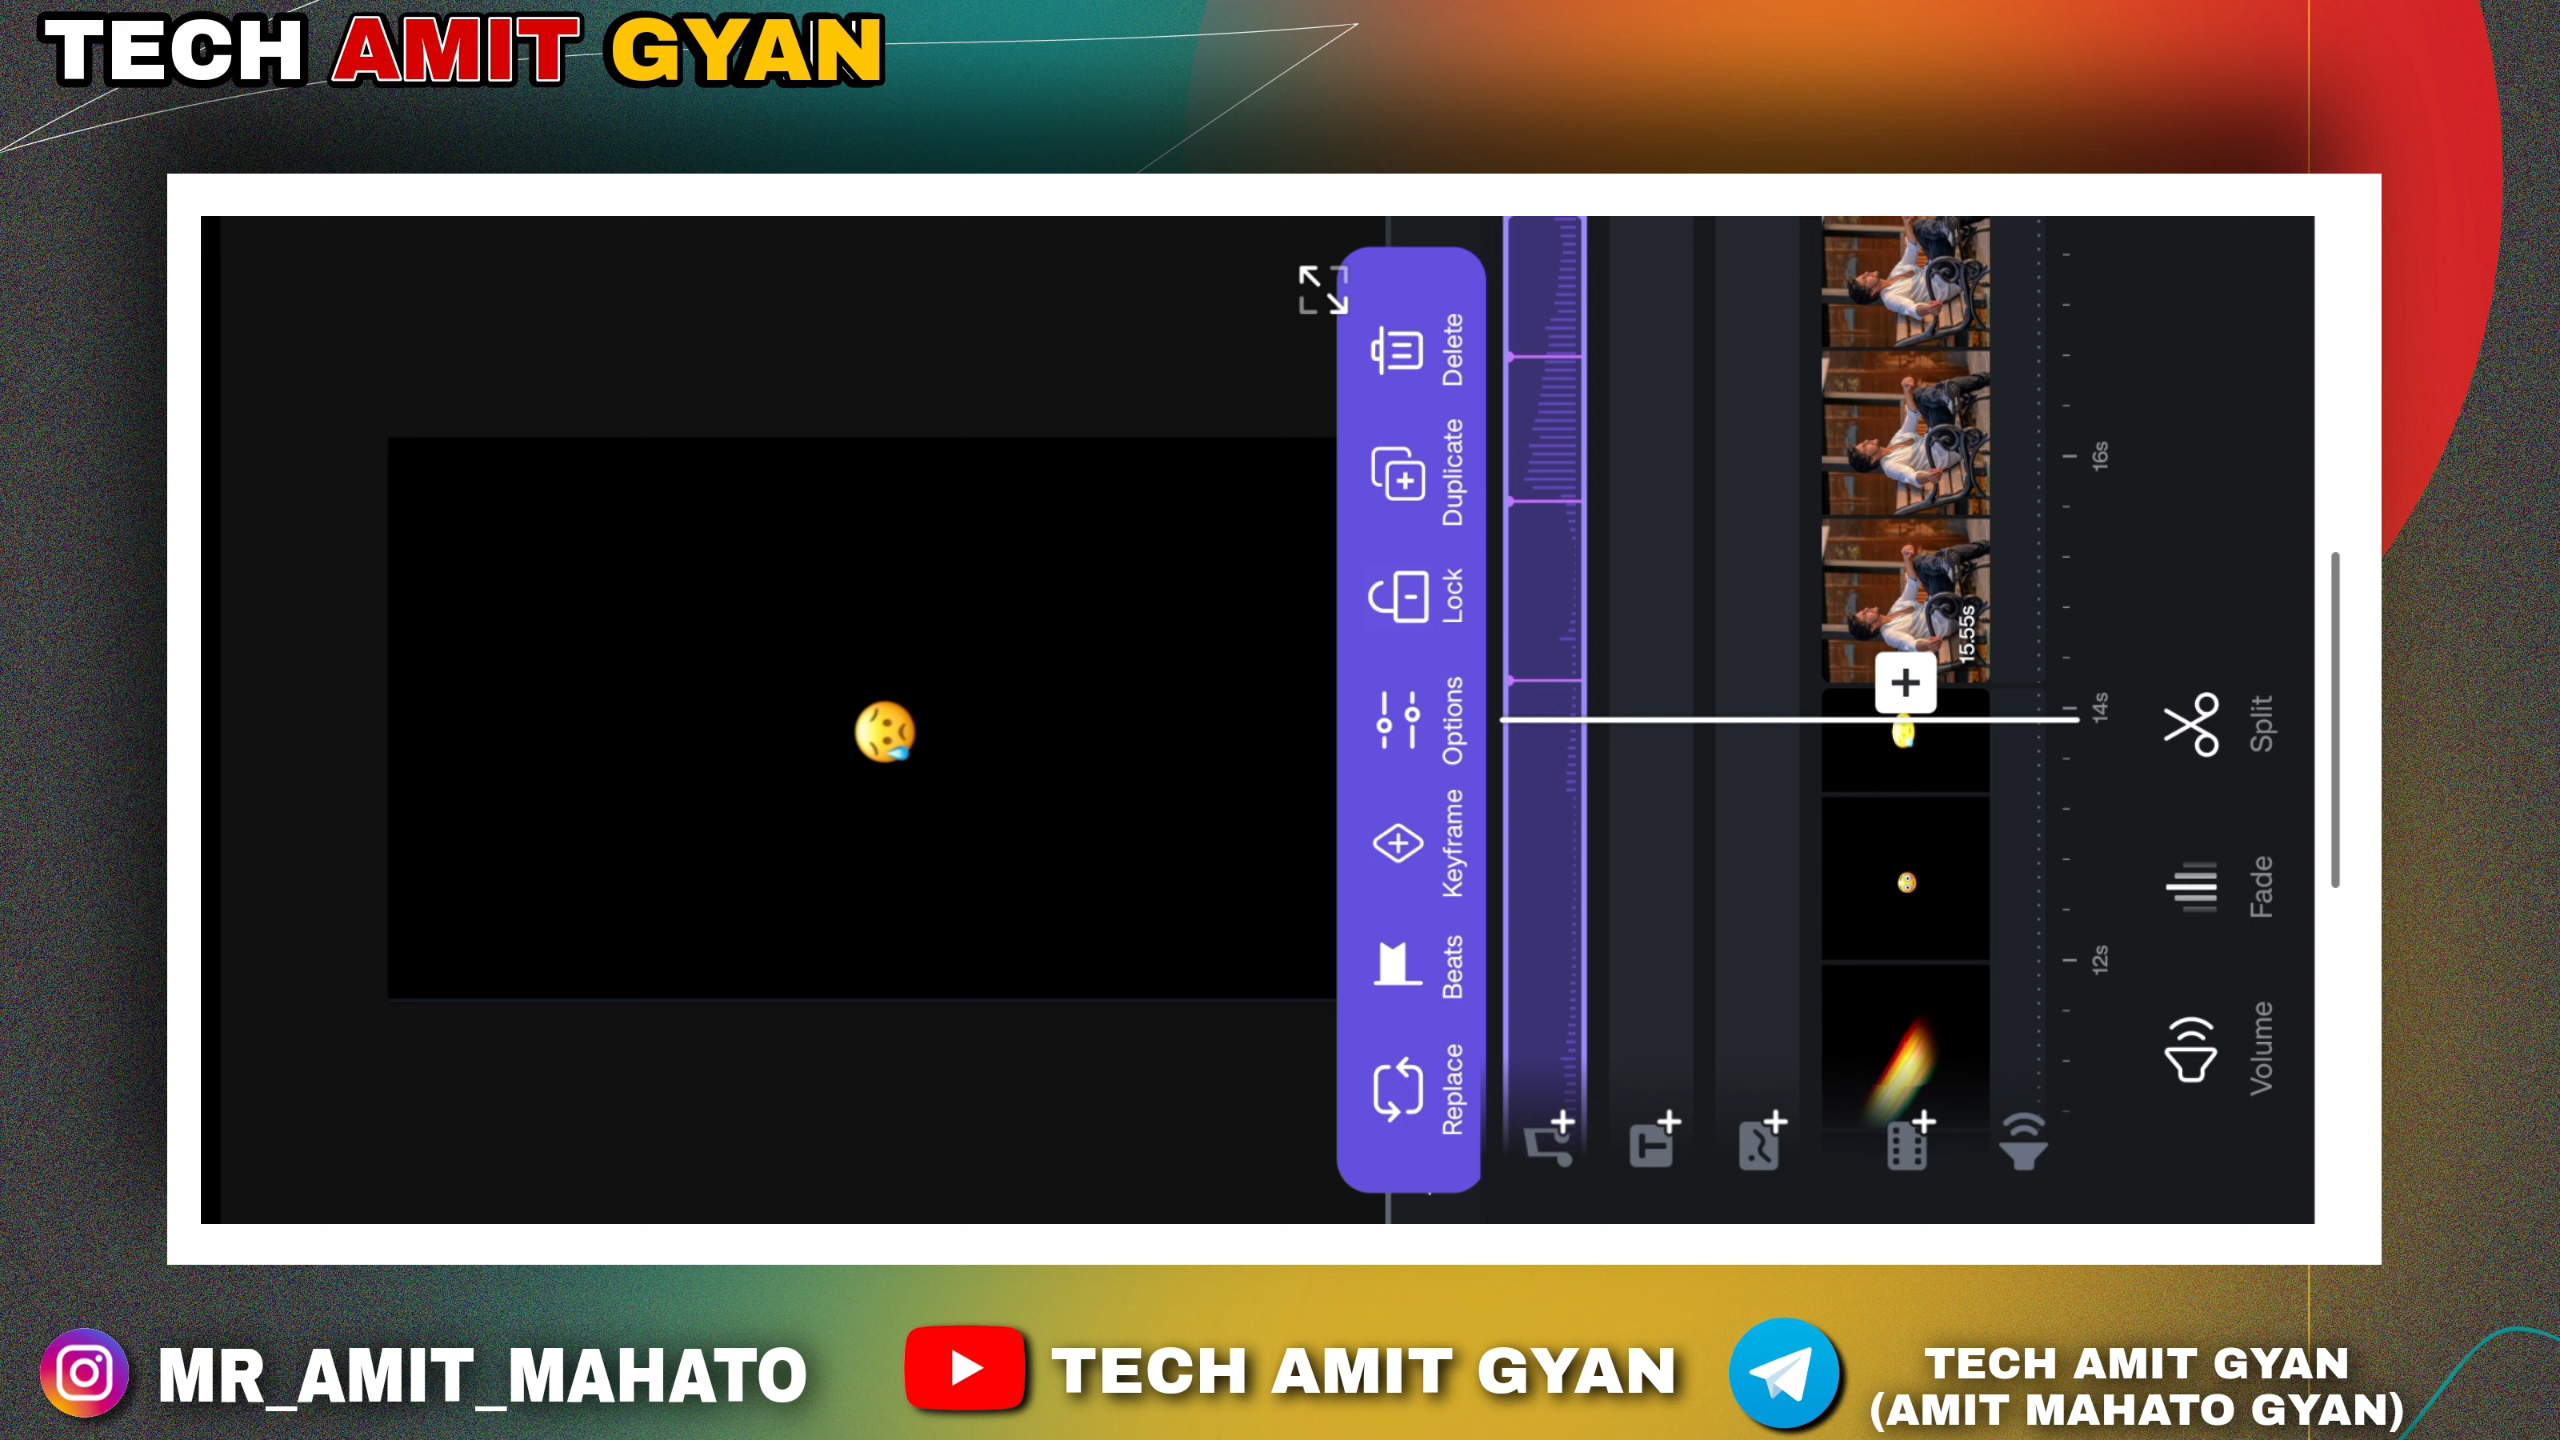 TECH AMIT GYAN
Delete
Duplicate
Lock
Options
Keyframe
Beats
Replace
15.55s
16s
14s
12s
Split
Fade
Volume
MR_AMIT_MAHATO
TECH AMIT GYAN
TECH AMIT GYAN
(AMIT MAHATO GYAN)